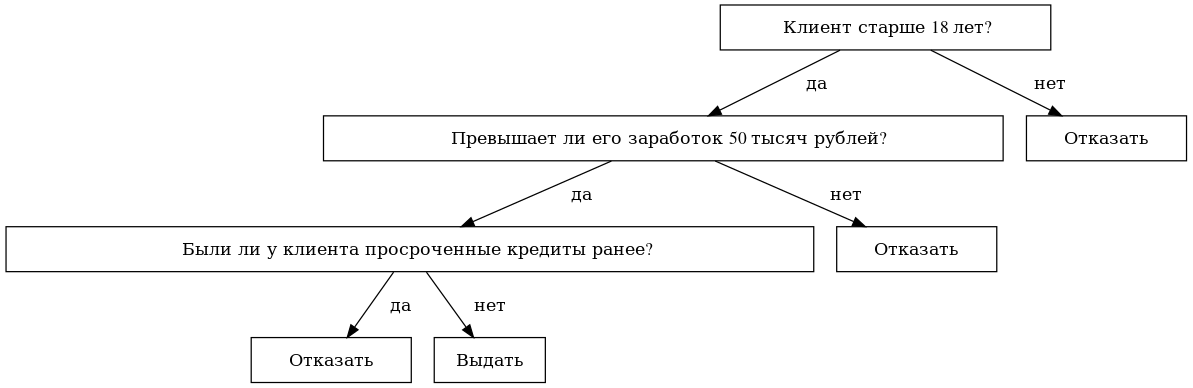 Клиент старше 18 лет?
да
нет
Превышает ли его заработок 50 тысяч рублей?
Отказать
да
нет
Были ли у клиента просроченные кредиты ранее?
Отказать
да
нет
Отказать
Выдать